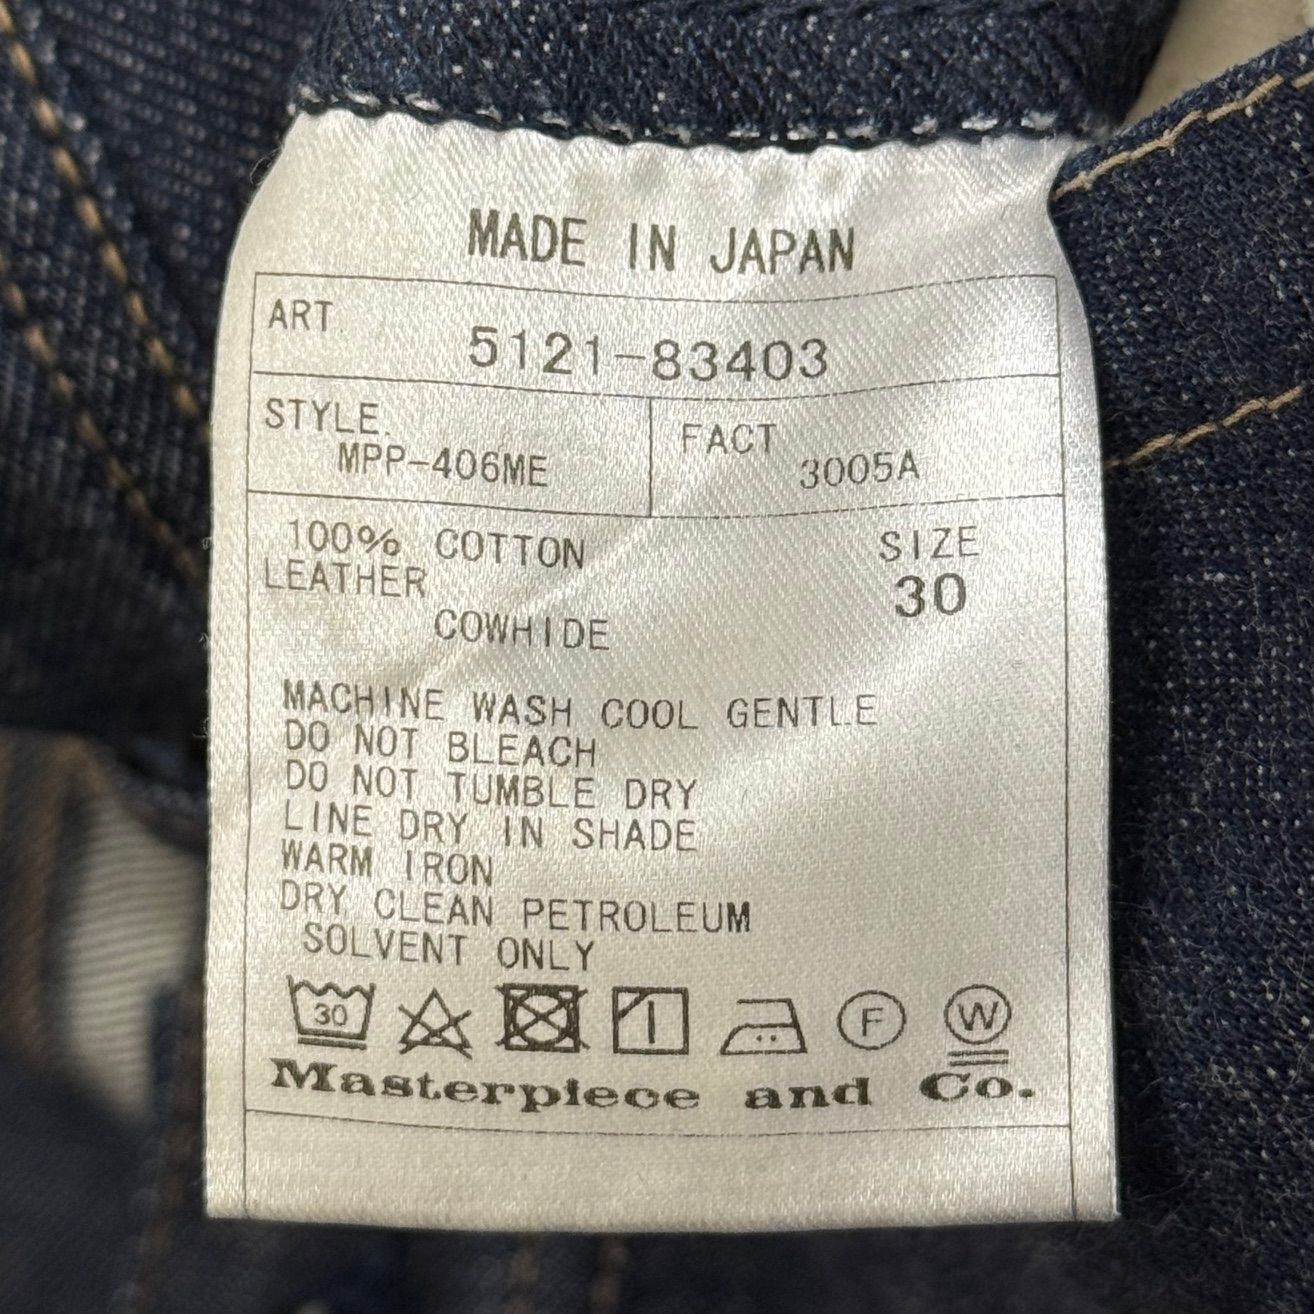 MADE IN JAPAN
ART.
5121-83403
STYLE.
MPP-406ME
FACT
3005A
100% COTTON
LEATHER
COWHIDE
SIZE
30
MACHINE WASH COOL GENTLE
DO NOT BLEACH
DO NOT TUMBLE DRY
LINE DRY IN SHADE
WARM IRON
DRY CLEAN PETROLEUM
SOLVENT ONLY
30 F W
Masterpiece and Co.